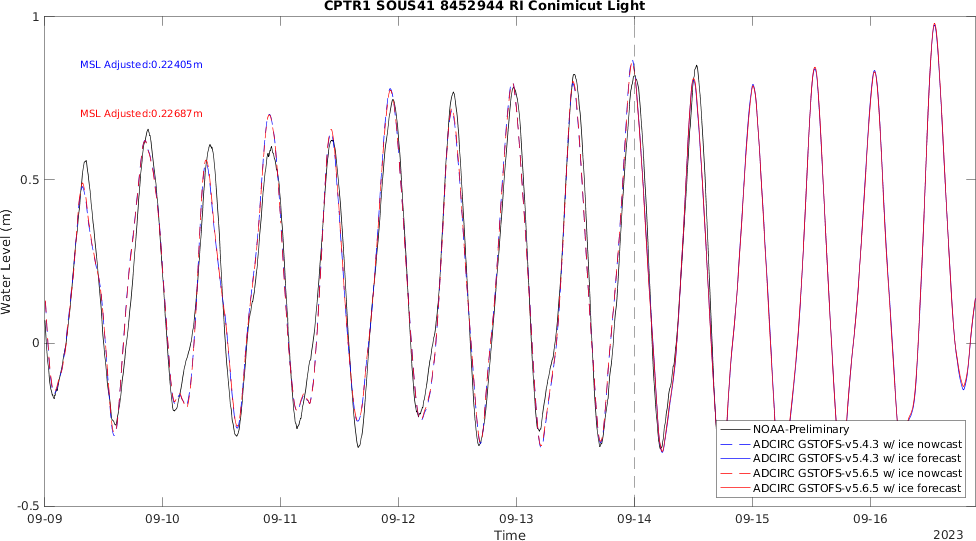 CPTR1 SOUS41 8452944 RI Conimicut Light
1
MSL Adjusted:0.22405m
MSL Adjusted:0.22687m
0.5
Water Level (m)
0
NOAA-Preliminary
ADCIRC GSTOFS-v5.4.3 w/ ice nowcast
ADCIRC GSTOFS-v5.4.3 w/ ice forecast
ADCIRC GSTOFS-v5.6.5 w/ ice nowcast
ADCIRC GSTOFS-v5.6.5 w/ ice forecast
-0.5
09-09 09-10 09-11 09-12 09-13 09-14 09-15 09-16
Time
2023